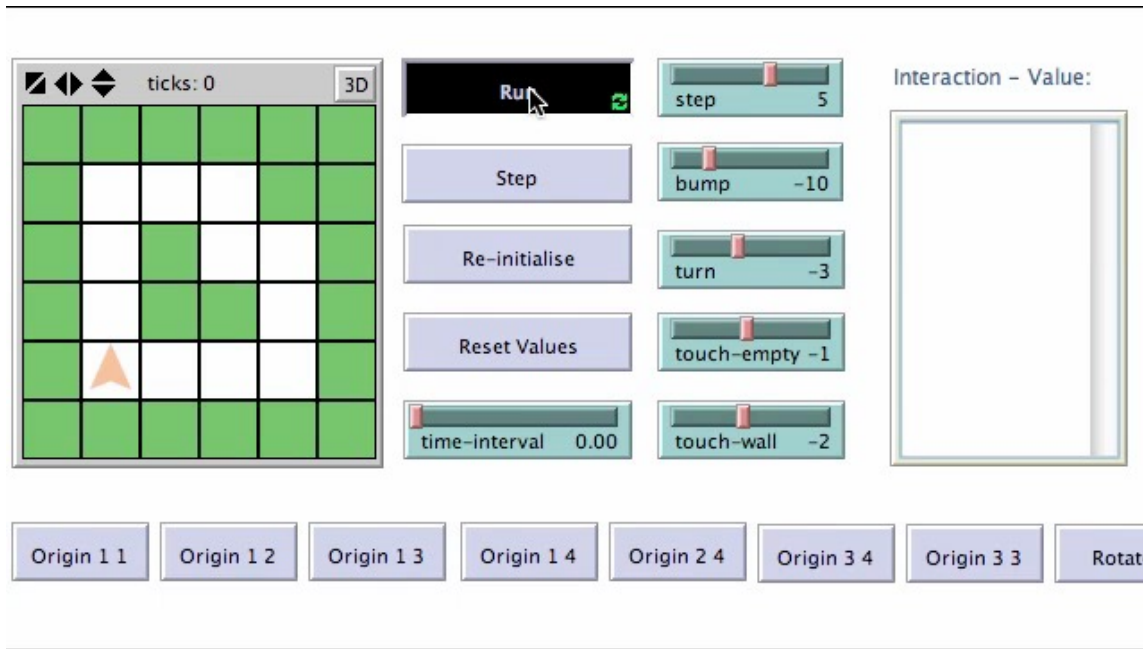 ticks: 0
3D
Run
step 5
Interaction - Value:
Step
bump -10
Re-initialise
turn -3
Reset Values
touch-empty -1
time-interval 0.00
touch-wall -2
Origin 1 1
Origin 1 2
Origin 1 3
Origin 1 4
Origin 2 4
Origin 3 4
Origin 3 3
Rotat